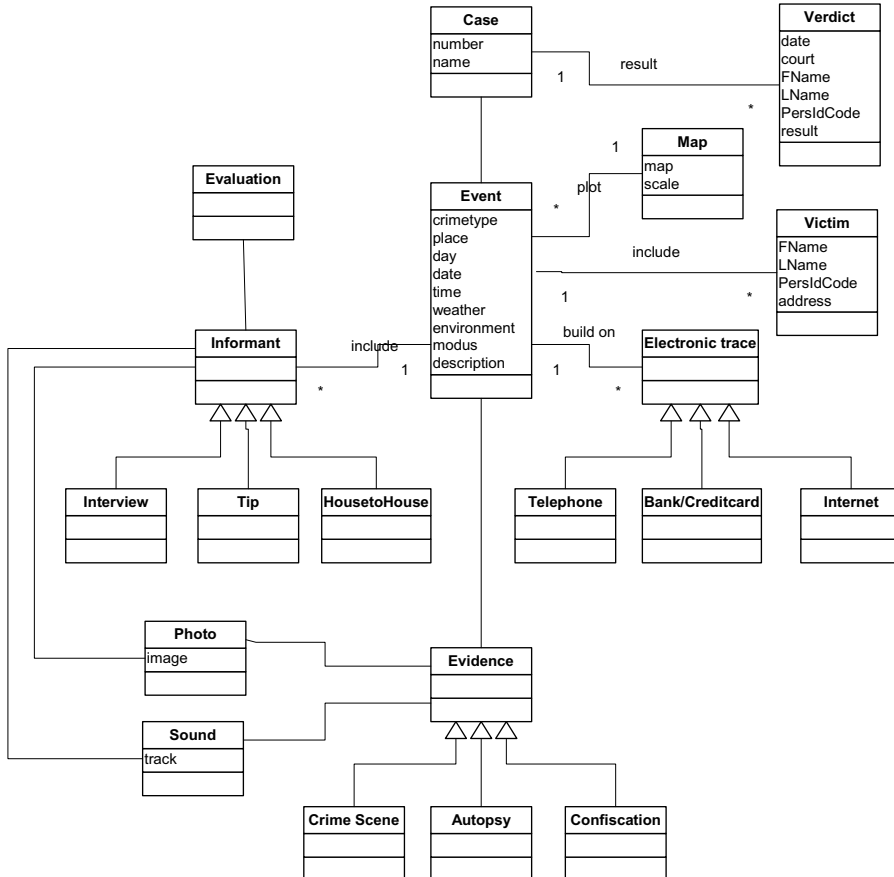 Case
number
name
Verdict
date
court
FName
LName
PersIdCode
result
result
1
*
Map
map
scale
1
plot
*
Evaluation
Event
crimetype
place
day
date
time
weather
environment
modus
description
Victim
FName
LName
PersIdCode
address
include
1
*
Informant
include
1
*
build on
1
*
Electronic trace
Interview
Tip
HousetoHouse
Telephone
Bank/Creditcard
Internet
Photo
image
Evidence
Sound
track
Crime Scene
Autopsy
Confiscation